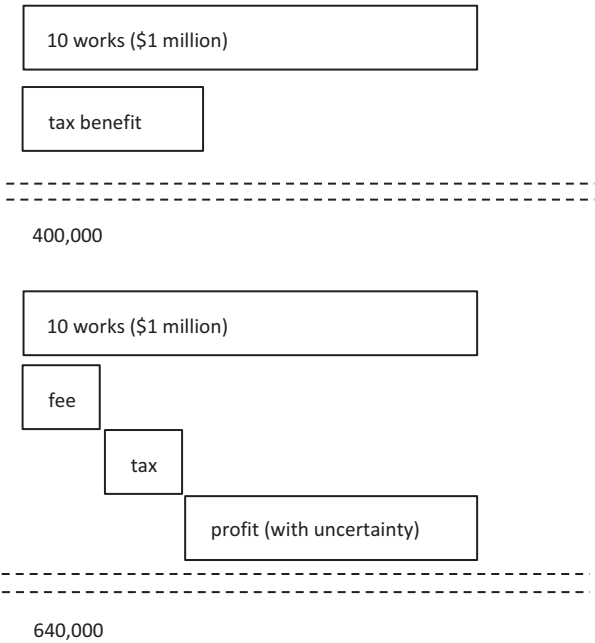 10 works ($1 million)
tax benefit
400,000
10 works ($1 million)
fee
tax
profit (with uncertainty)
640,000